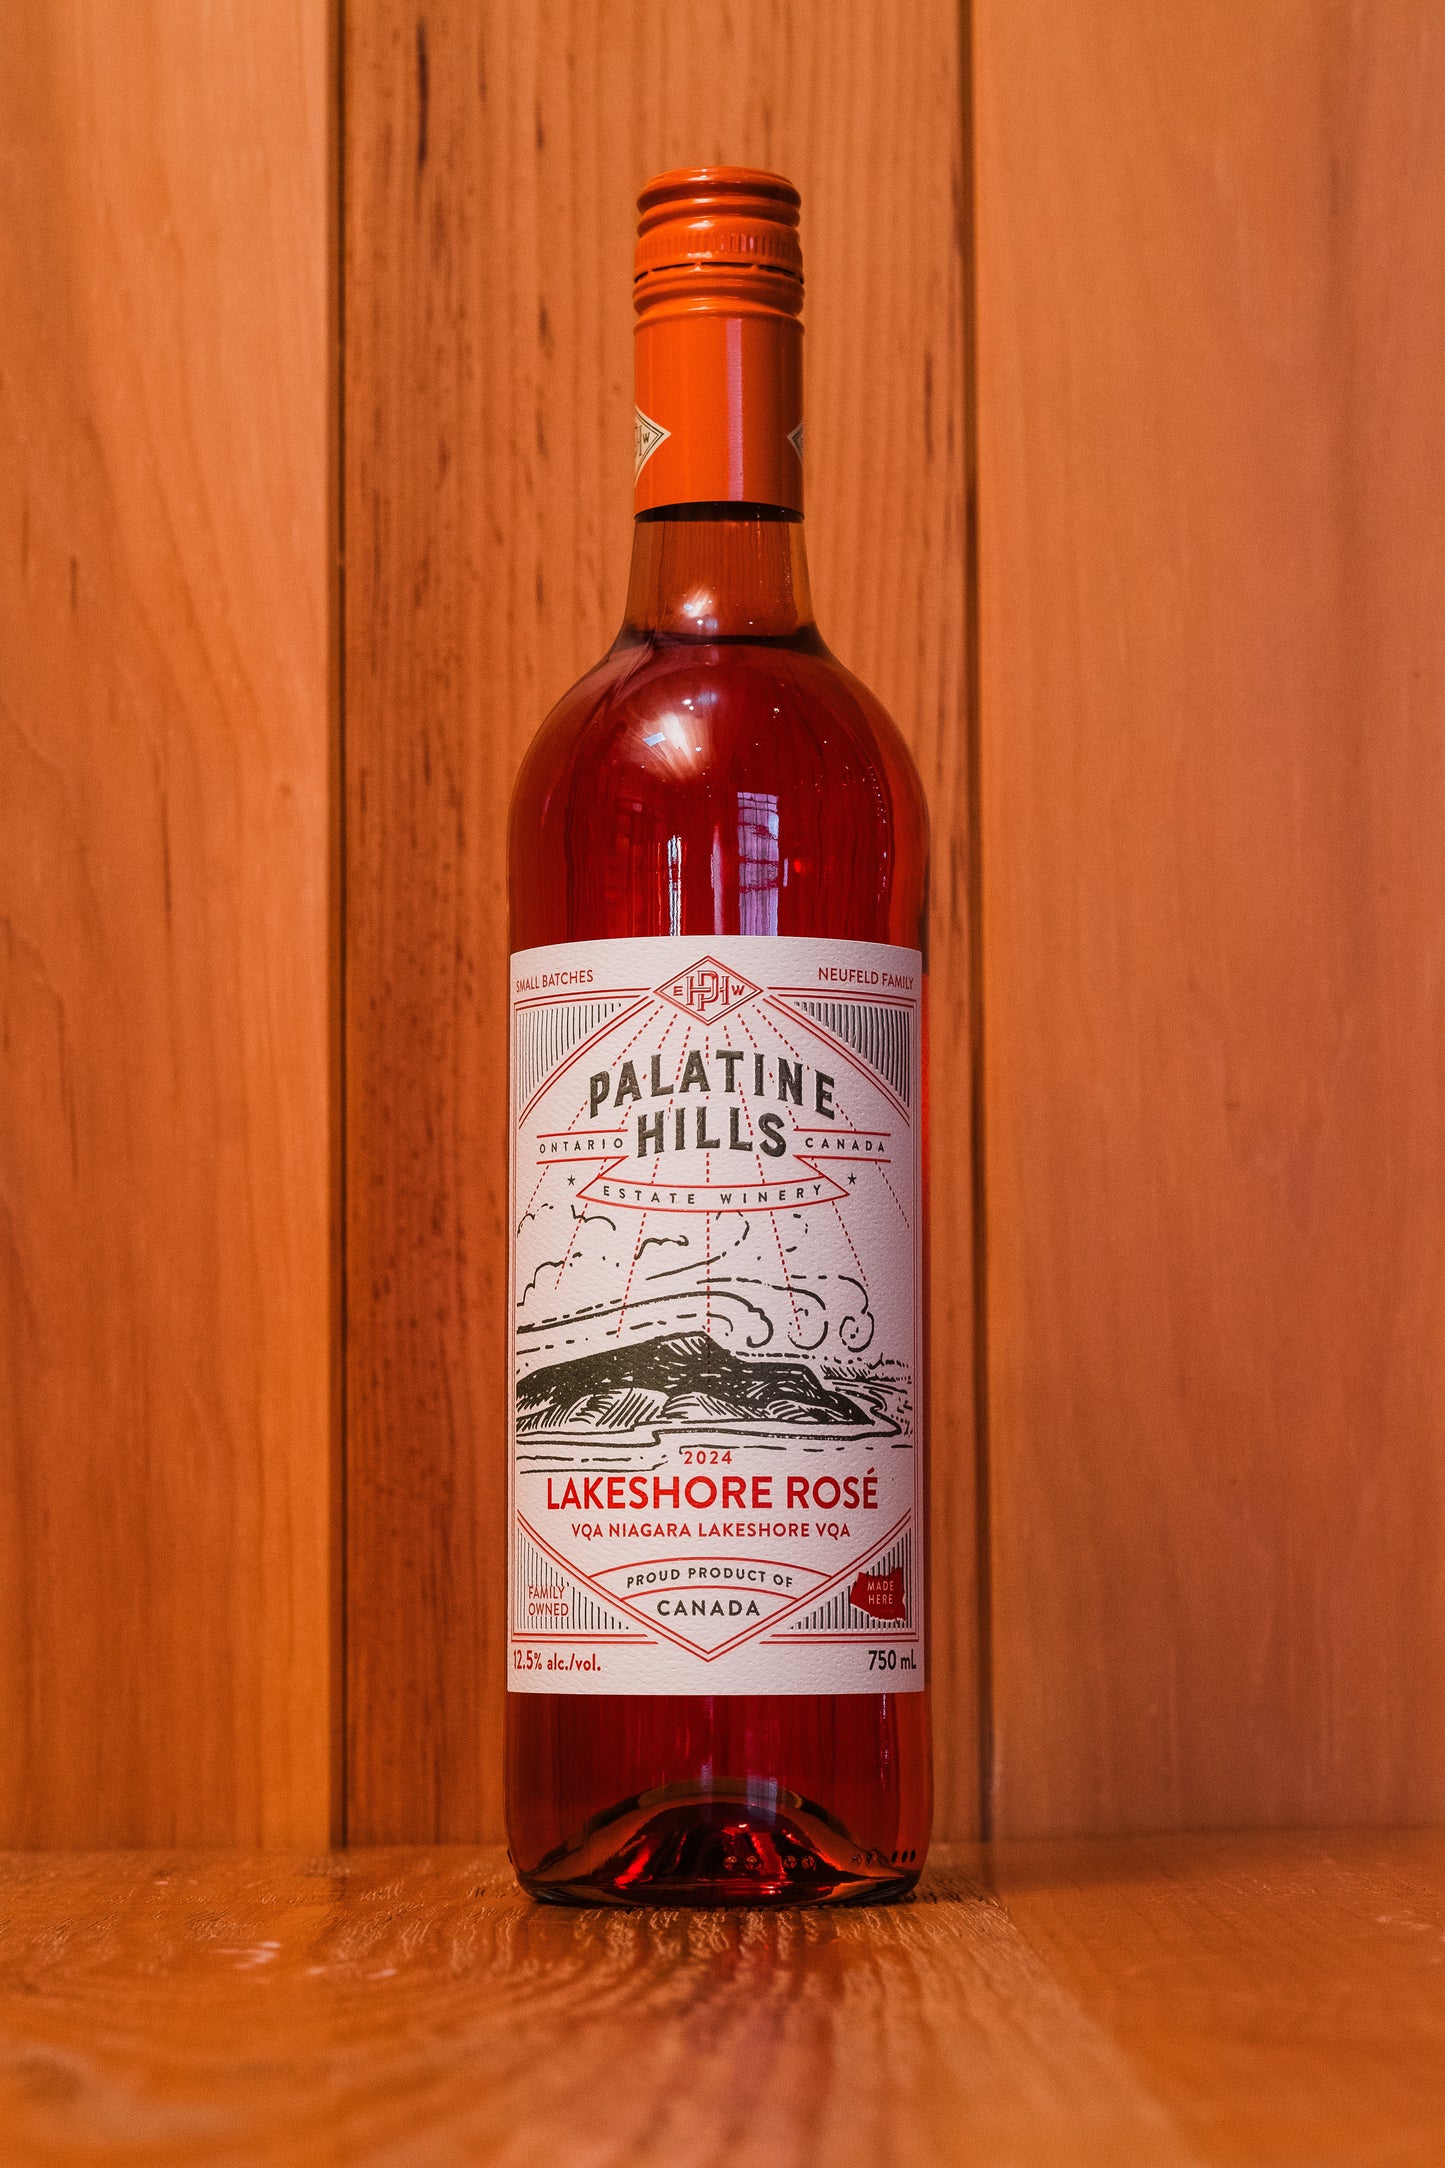 SMALL BATCHES
NEUFELD FAMILY
E PH W
PALATINE
HILLS
ONTARIO
CANADA
ESTATE WINERY
2024
LAKESHORE ROSÉ
VQA NIAGARA LAKESHORE VQA
PROUD PRODUCT OF
CANADA
FAMILY
OWNED
MADE
HERE
12.5% alc./vol.
750 mL